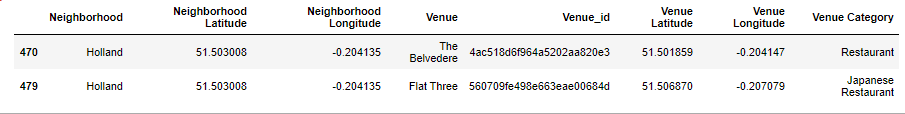 Neighborhood Neighborhood Latitude Neighborhood Longitude Venue Venue_id Venue Latitude Venue Longitude Venue Category
470 Holland 51.503008 -0.204135 The Belvedere 4ac518d6f964a5202aa820e3 51.501859 -0.204147 Restaurant
479 Holland 51.503008 -0.204135 Flat Three 560709fe498e663eae00684d 51.506870 -0.207079 Japanese Restaurant